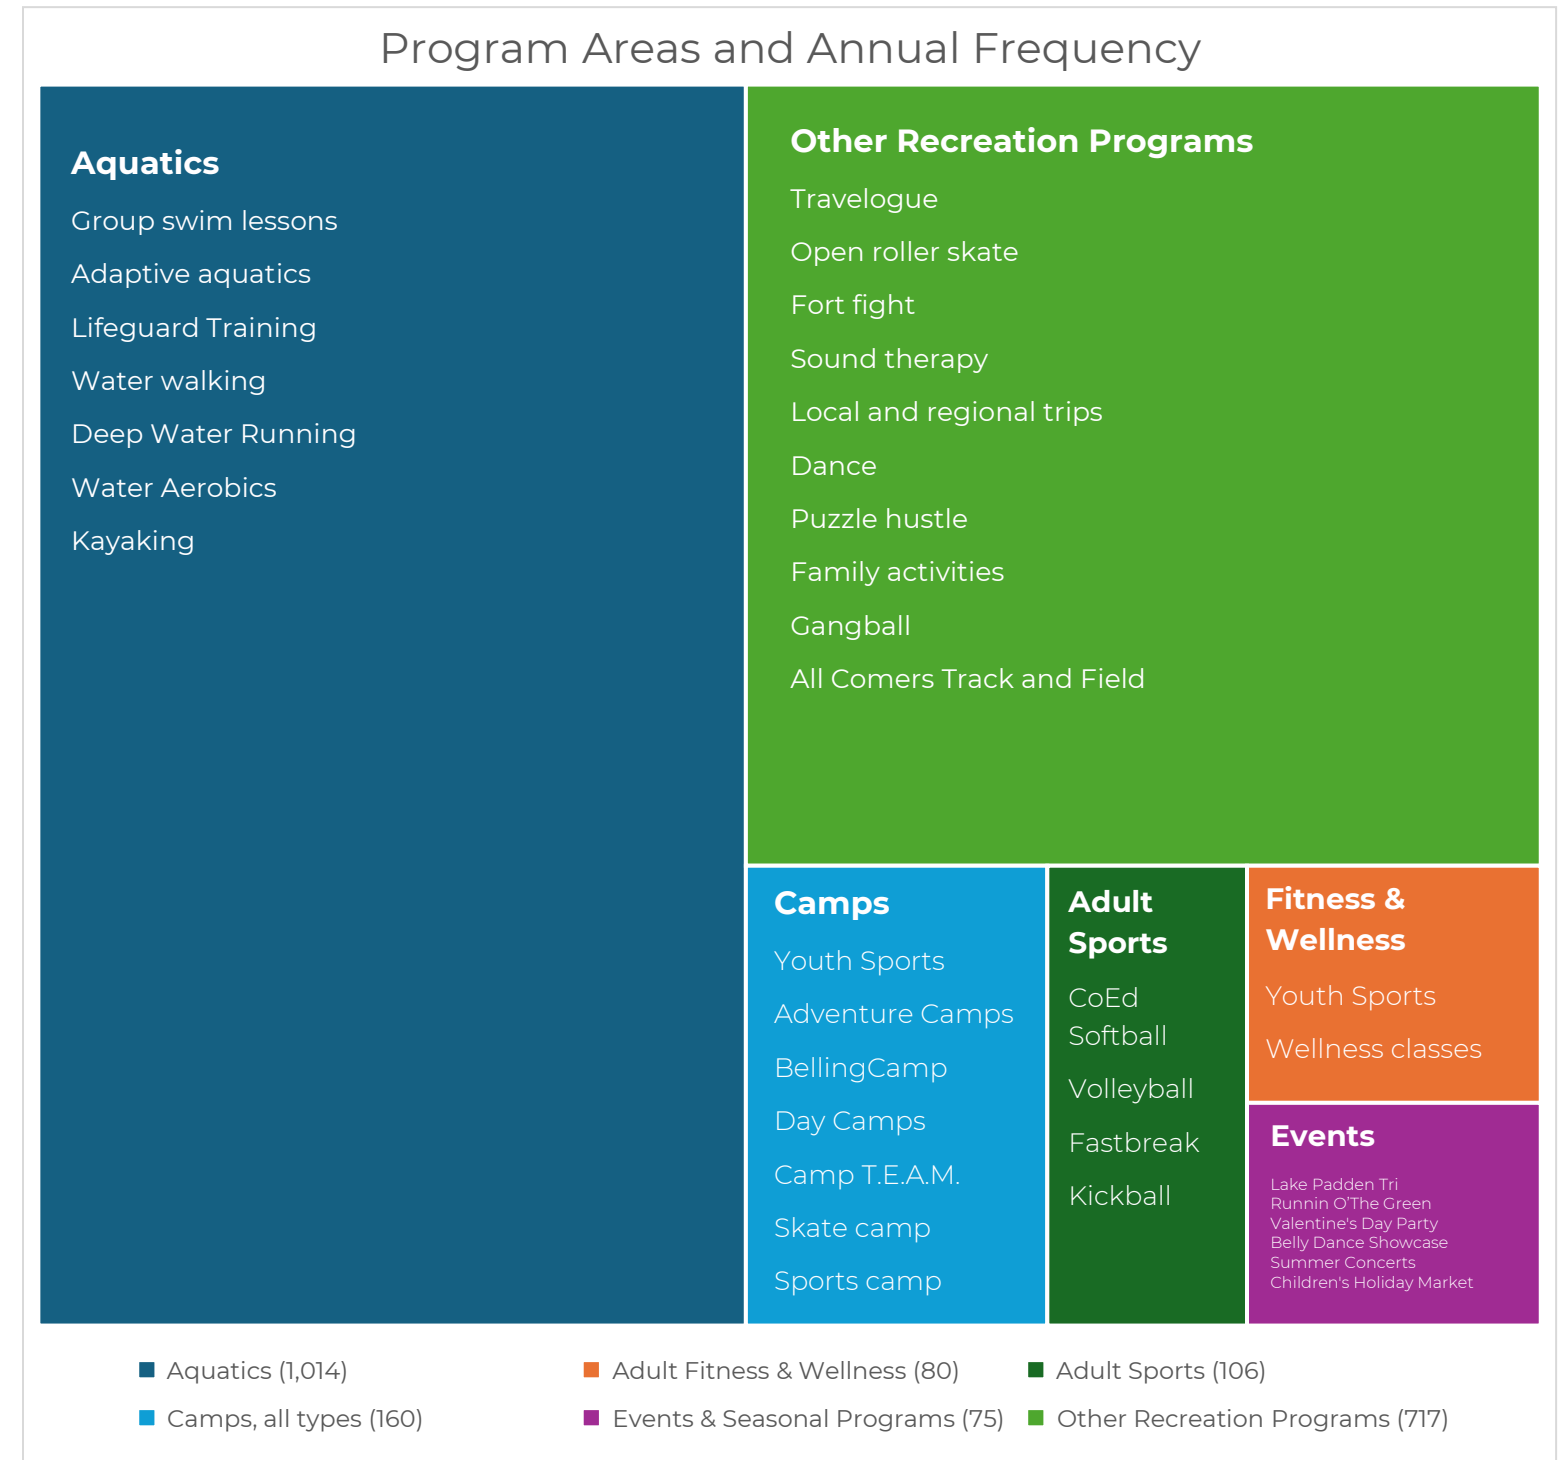 Program Areas and Annual Frequency
Aquatics
Group swim lessons
Adaptive aquatics
Lifeguard Training
Water walking
Deep Water Running
Water Aerobics
Kayaking
Other Recreation Programs
Travelogue
Open roller skate
Fort fight
Sound therapy
Local and regional trips
Dance
Puzzle hustle
Family activities
Gangball
All Comers Track and Field
Camps
Youth Sports
Adventure Camps
BellingCamp
Day Camps
Camp T.E.A.M.
Skate camp
Sports camp
Adult
Sports
CoEd
Softball
Volleyball
Fastbreak
Kickball
Fitness &
Wellness
Youth Sports
Wellness classes
Events
Lake Padden Tri
Runnin O’The Green
Valentine's Day Party
Belly Dance Showcase
Summer Concerts
Children's Holiday Market
Aquatics (1,014)
Adult Fitness & Wellness (80)
Adult Sports (106)
Camps, all types (160)
Events & Seasonal Programs (75)
Other Recreation Programs (717)